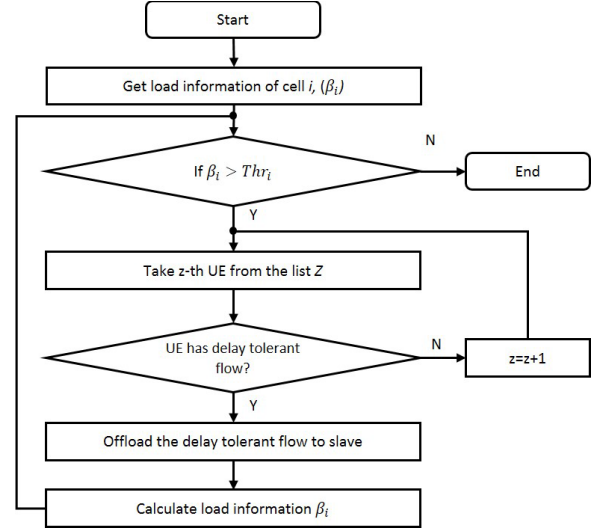 Start
Get load information of cell i, (βᵢ)
If βᵢ > Thrᵢ
N
End
Y
Take z-th UE from the list Z
UE has delay tolerant
flow?
N
z=z+1
Y
Offload the delay tolerant flow to slave
Calculate load information βᵢ